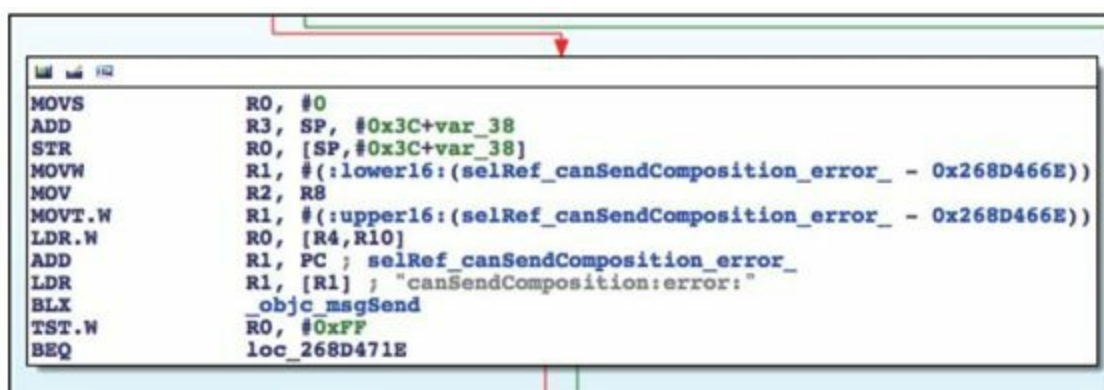 MOVS R0, #0
ADD R3, SP, #0x3C+var_38
STR R0, [SP,#0x3C+var_38]
MOVW R1, #(:lower16:(selRef_canSendComposition_error_ - 0x268D466E))
MOV R2, R8
MOVT.W R1, #(:upper16:(selRef_canSendComposition_error_ - 0x268D466E))
LDR.W R0, [R4,R10]
ADD R1, PC ; selRef_canSendComposition_error_
LDR R1, [R1] ; "canSendComposition:error:"
BLX _objc_msgSend
TST.W R0, #0xFF
BEQ loc_268D471E